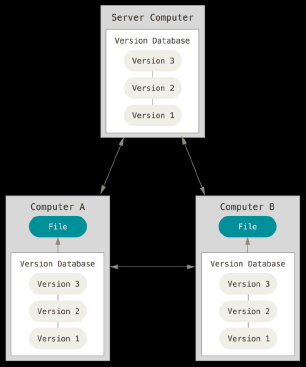 Server Computer
Version Database
Version 3
Version 2
Version 1
Computer A
File
Version Database
Version 3
Version 2
Version 1
Computer B
File
Version Database
Version 3
Version 2
Version 1